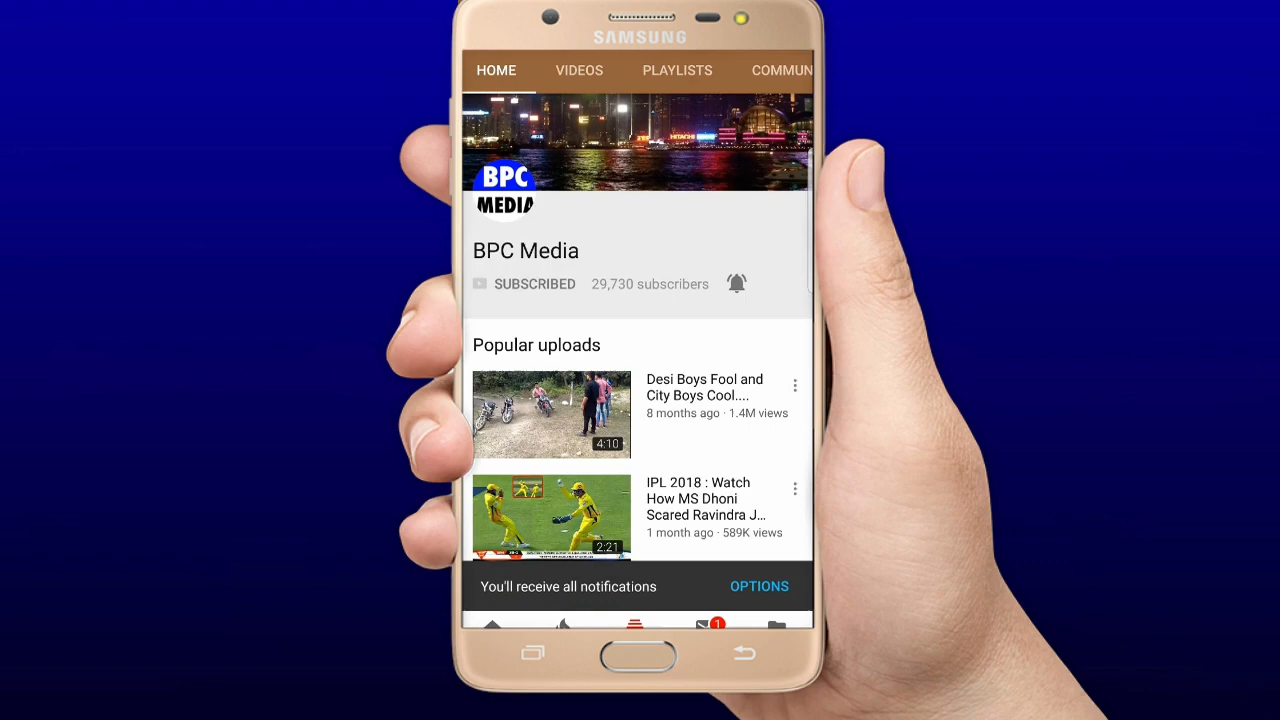 SAMSUNG
HOME VIDEOS PLAYLISTS COMMUN
HITACHI
BPC
MEDIA
BPC Media
SUBSCRIBED 29,730 subscribers
Popular uploads
Desi Boys Fool and
City Boys Cool....
8 months ago · 1.4M views
4:10
IPL 2018 : Watch
How MS Dhoni
Scared Ravindra J...
1 month ago · 589K views
2:21
You'll receive all notifications OPTIONS
1